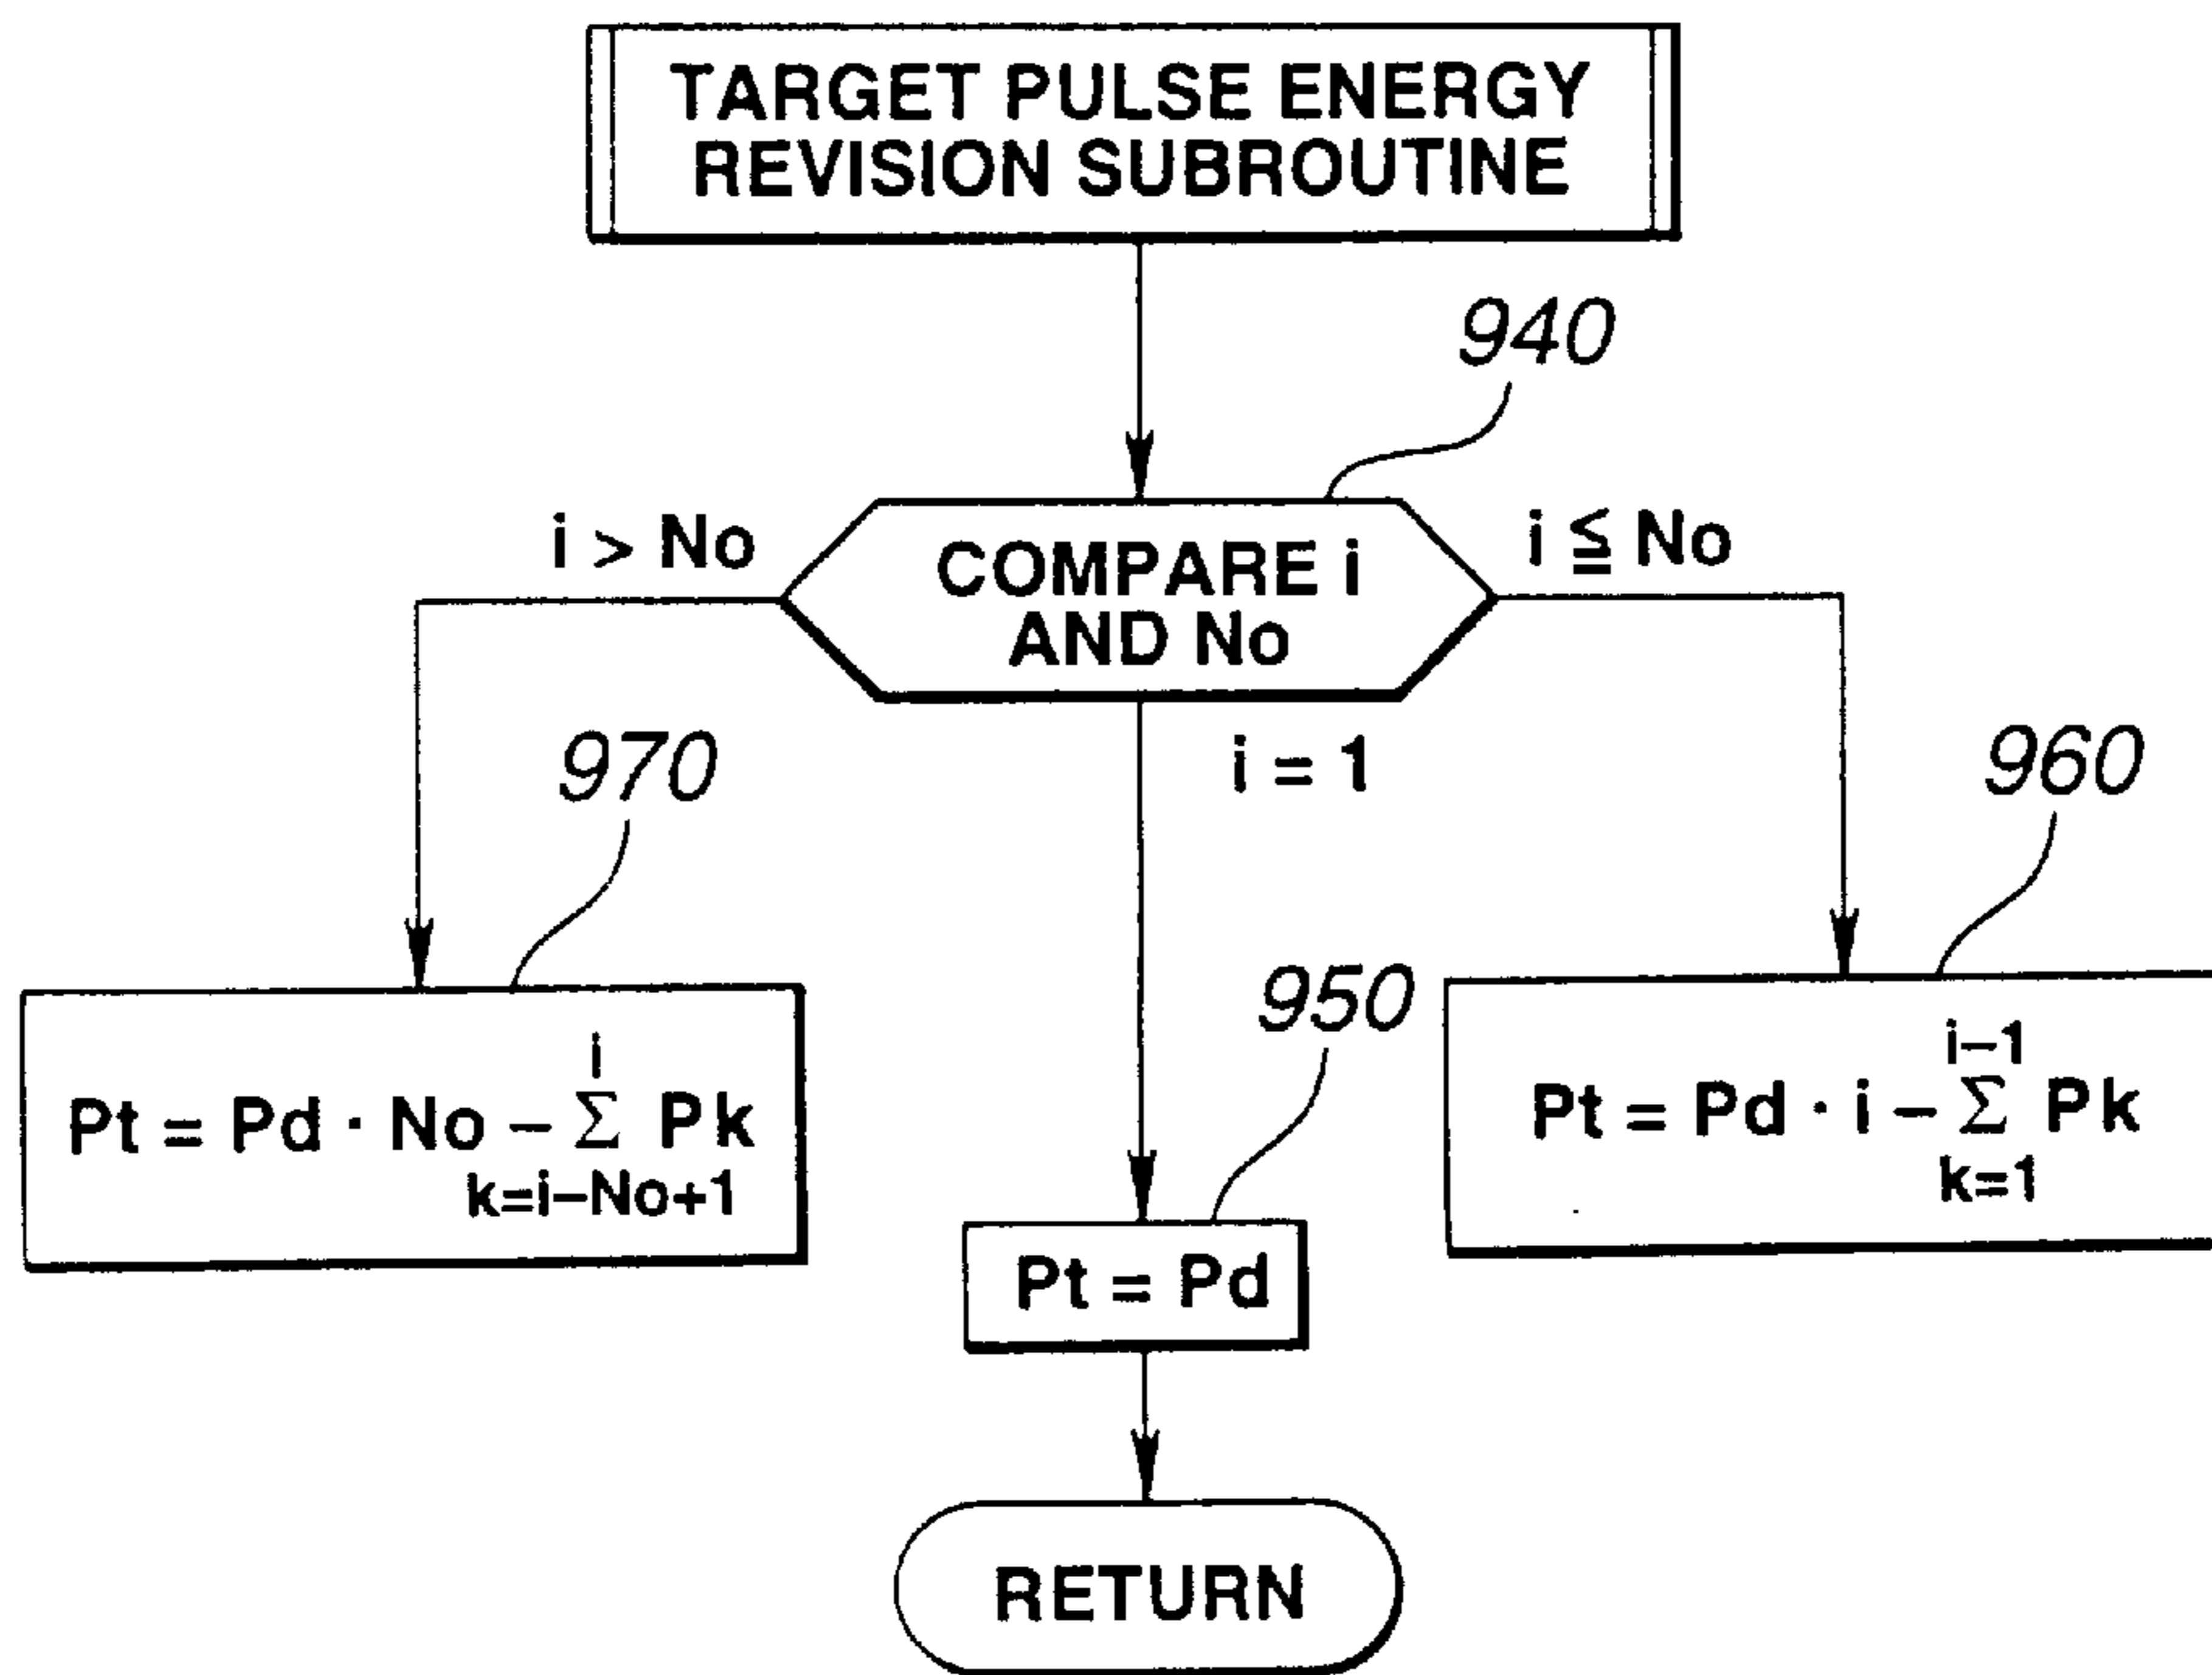 TARGET PULSE ENERGY
REVISION SUBROUTINE
940
i > No
COMPARE i
AND No
i ≦ No
i = 1
970
960
950
i
Pt = Pd · No – Σ Pk
k=i–No+1
i–1
Pt = Pd · i – Σ Pk
k=1
Pt = Pd
RETURN